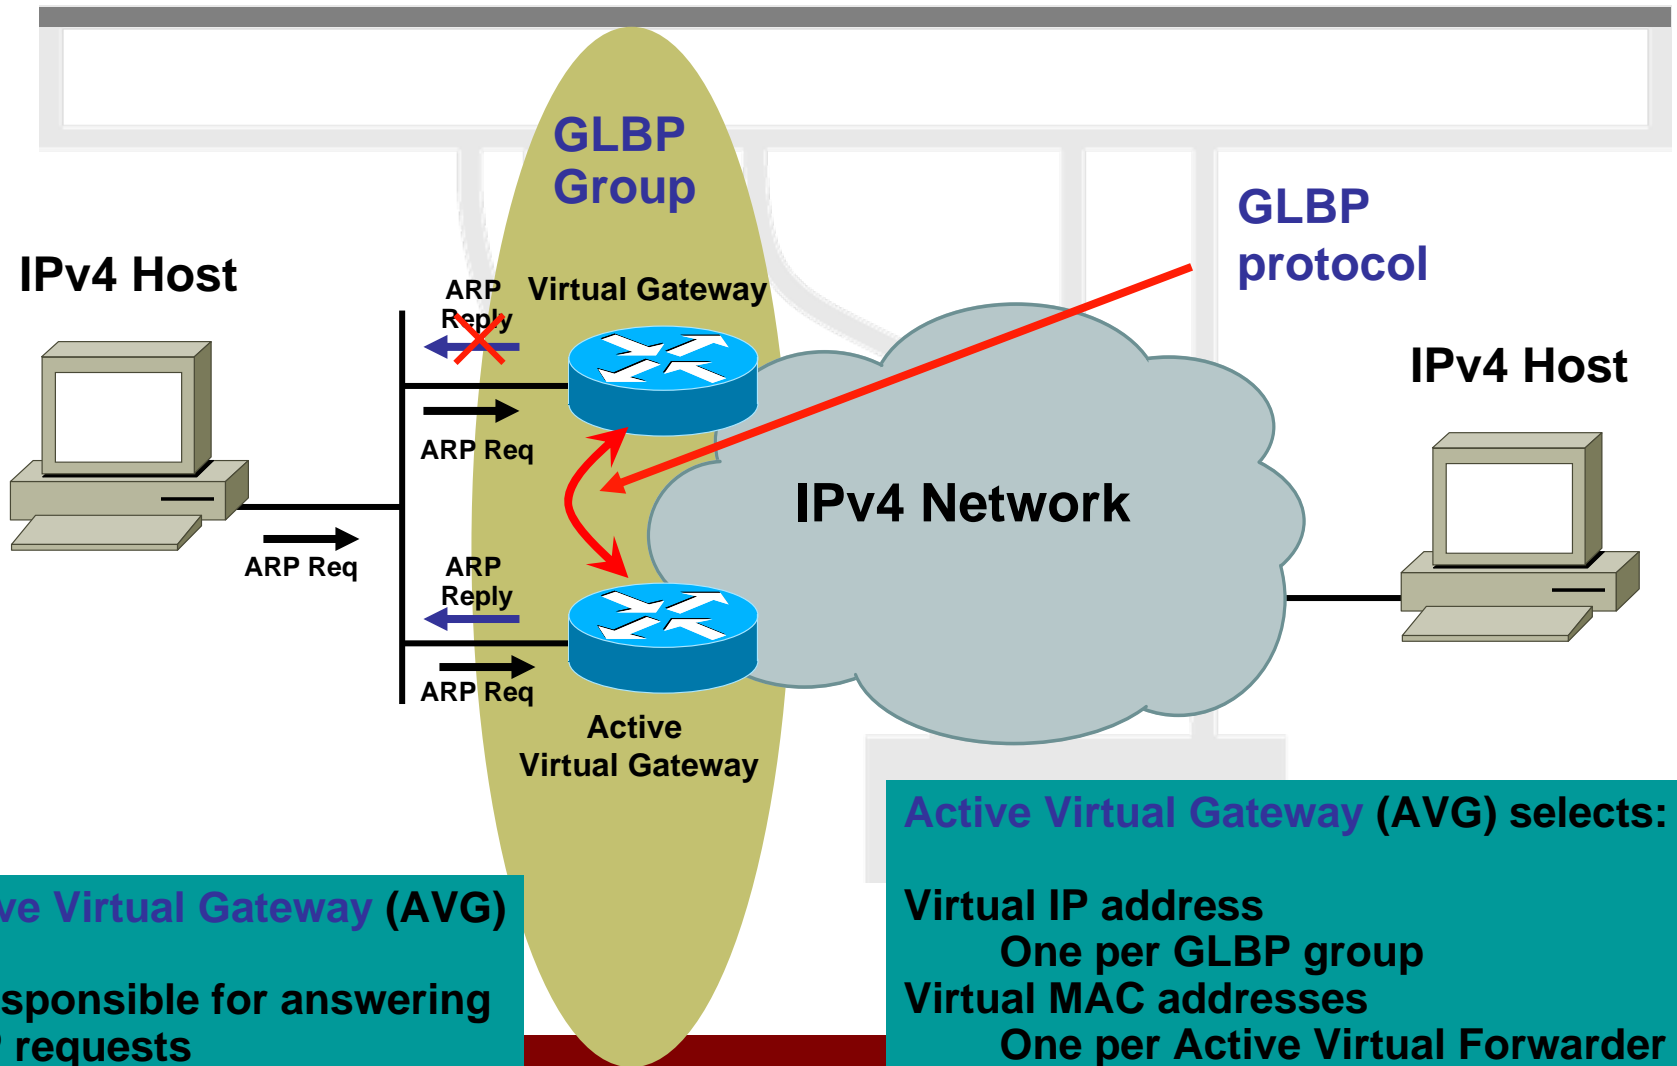 GLBP
Group
GLBP
protocol
IPv4 Host
ARP
Reply
Virtual Gateway
ARP Req
IPv4 Host
IPv4 Network
ARP Req
ARP
Reply
ARP Req
Active
Virtual Gateway
Virtual Gateway (AVG)
for answering
requests
Active Virtual Gateway (AVG) selects:
Virtual IP address
One per GLBP group
Virtual MAC addresses
One per Active Virtual Forwarder